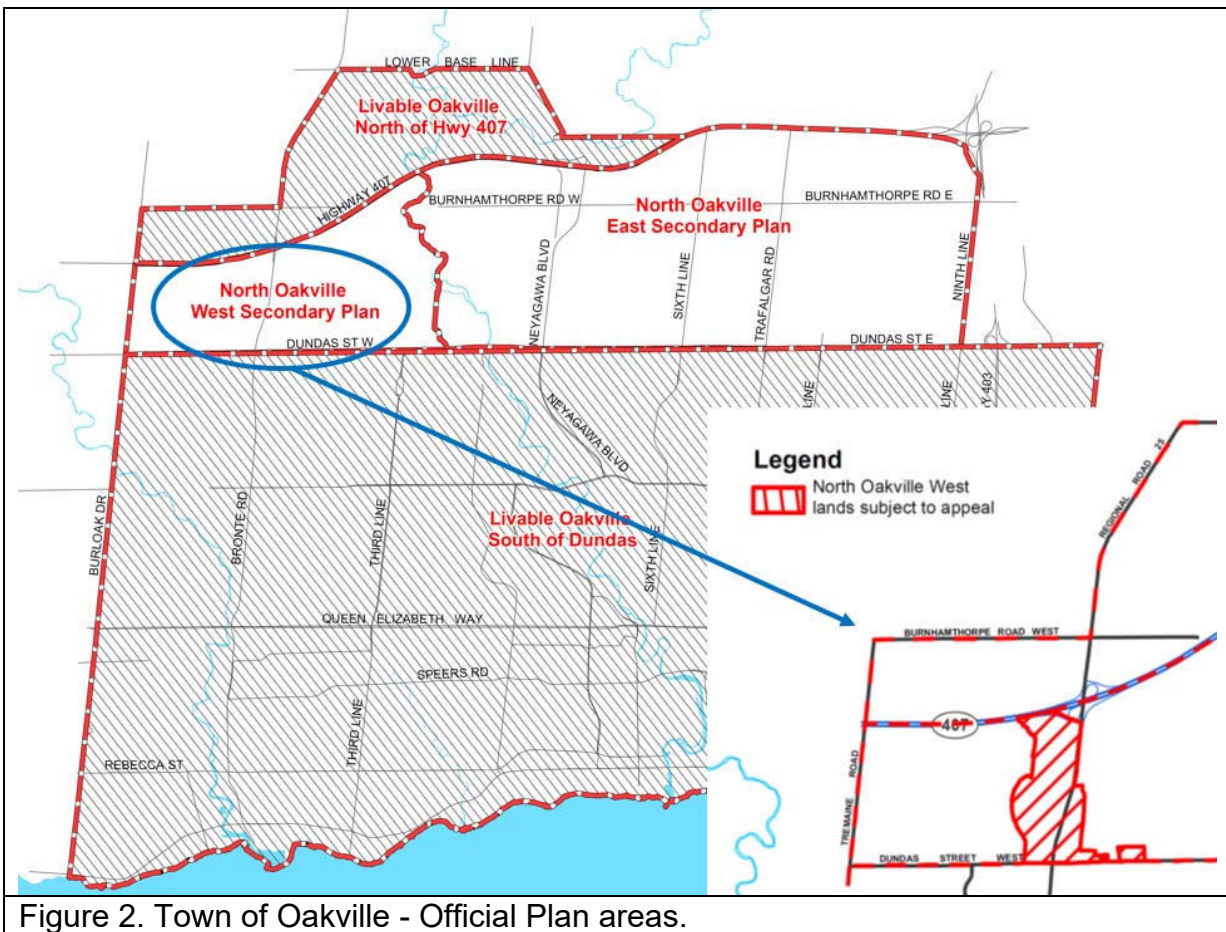 LOWER BASE LINE
Livable Oakville
North of Hwy 407
HIGHWAY 407
BURNHAMTHORPE RD W
North Oakville
East Secondary Plan
BURNHAMTHORPE RD E
NEYAGAWA BLVD
SIXTH LINE
TRAFALGAR RD
NINTH LINE
North Oakville
West Secondary Plan
DUNDAS ST W
DUNDAS ST E
BURLOAK DR
BRONTE RD
THIRD LINE
NEYAGAWA BLVD
SIXTH LINE
LINE
LINE
403
Livable Oakville
South of Dundas
QUEEN ELIZABETH WAY
SPEERS RD
THIRD LINE
REBECCA ST
Legend
North Oakville West
lands subject to appeal
REGIONAL ROAD 25
BURNHAMTHORPE ROAD WEST
407
TREMAINE ROAD
DUNDAS STREET WEST
Figure 2. Town of Oakville - Official Plan areas.